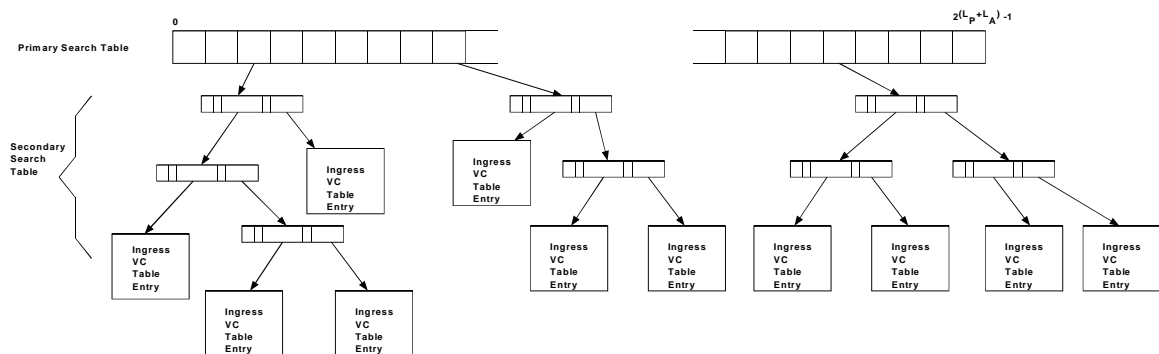 0
2(LP+LA) -1
Primary Search Table
Secondary
Search
Table
Ingress
VC
Table
Entry
Ingress
VC
Table
Entry
Ingress
VC
Table
Entry
Ingress
VC
Table
Entry
Ingress
VC
Table
Entry
Ingress
VC
Table
Entry
Ingress
VC
Table
Entry
Ingress
VC
Table
Entry
Ingress
VC
Table
Entry
Ingress
VC
Table
Entry
Ingress
VC
Table
Entry